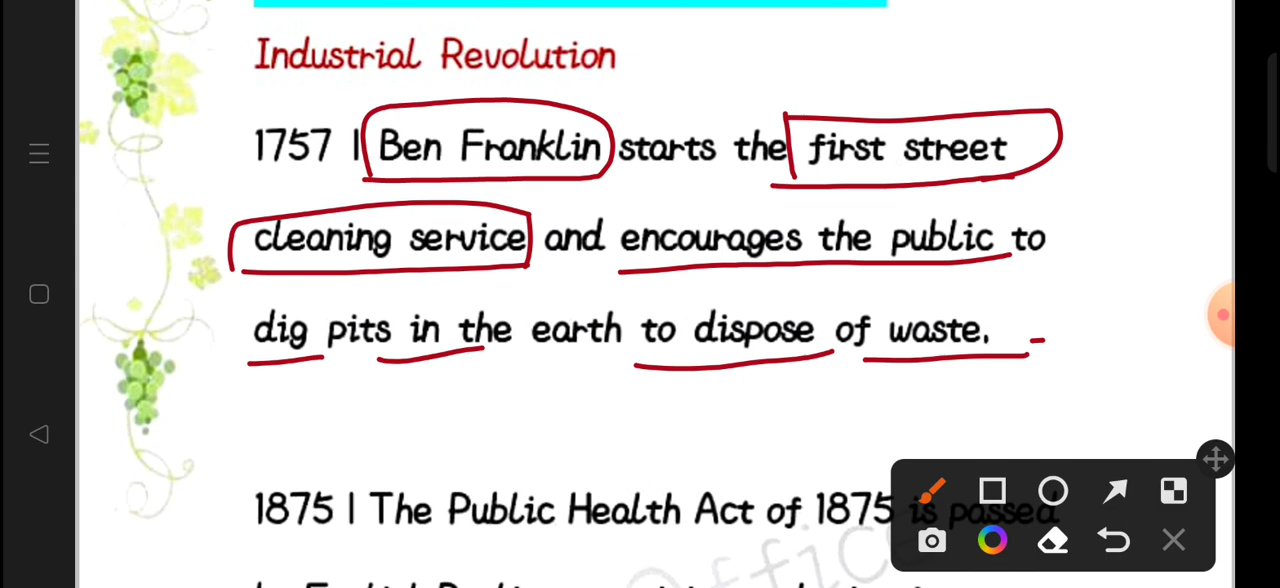 Industrial Revolution
1757 | Ben Franklin starts the first street
cleaning service and encourages the public to
dig pits in the earth to dispose of waste.
1875 | The Public Health Act of 1875 is passed
Office